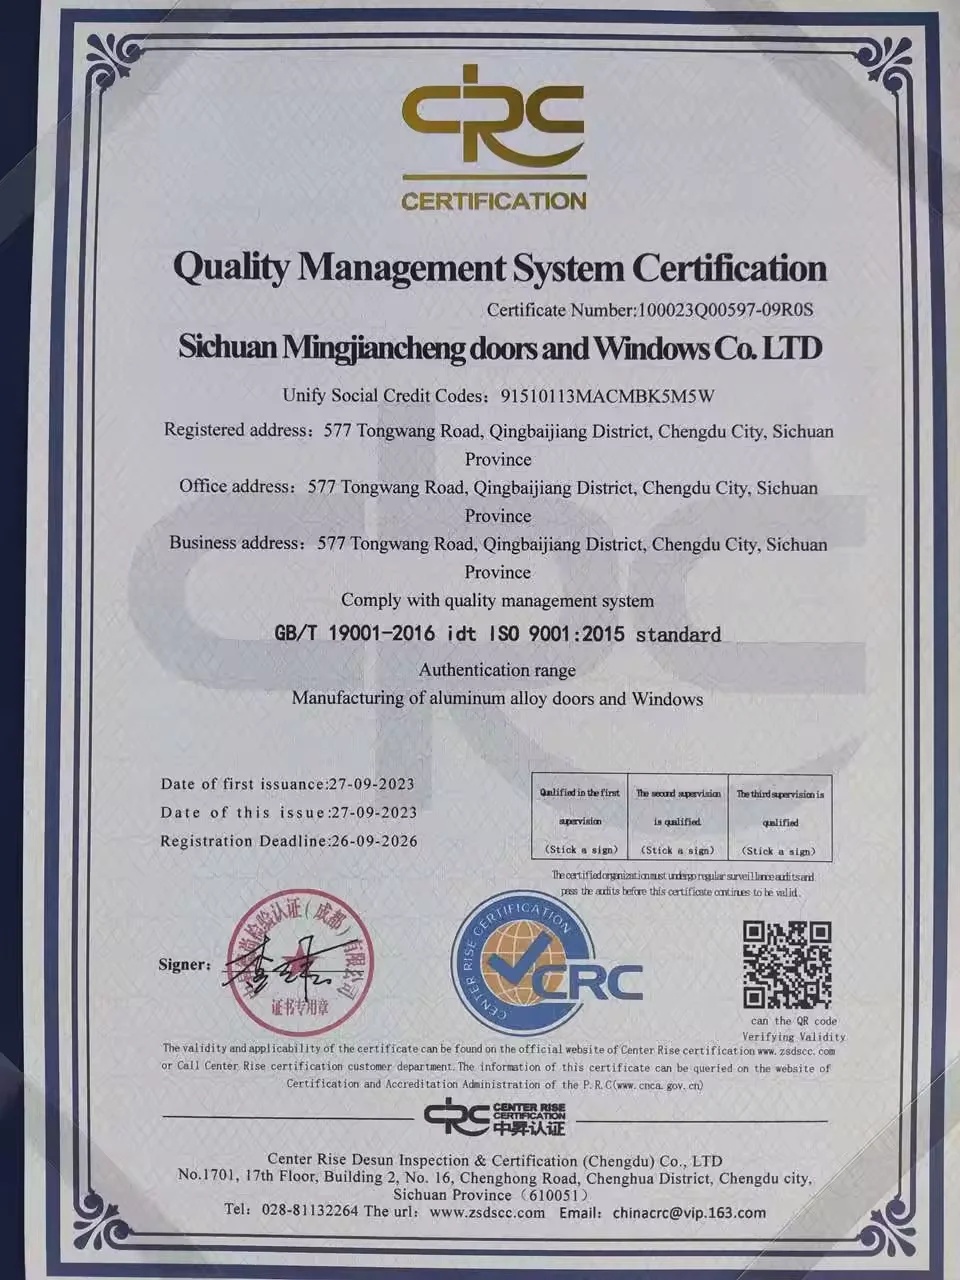 CRC
CERTIFICATION
Quality Management System Certification
Certificate Number:100023Q00597-09R0S
Sichuan Mingjiancheng doors and Windows Co. LTD
Unify Social Credit Codes：91510113MACMBK5M5W
Registered address：577 Tongwang Road, Qingbaijiang District, Chengdu City, Sichuan
Province
Office address：577 Tongwang Road, Qingbaijiang District, Chengdu City, Sichuan
Province
Business address：577 Tongwang Road, Qingbaijiang District, Chengdu City, Sichuan
Province
Comply with quality management system
GB/T 19001-2016 idt ISO 9001:2015 standard
Authentication range
Manufacturing of aluminum alloy doors and Windows
Date of first issuance:27-09-2023
Date of this issue:27-09-2023
Registration Deadline:26-09-2026
Qualified in the first
supervision
(Stick a sign)
The second supervision
is qualified
(Stick a sign)
The third supervision is
qualified
(Stick a sign)
The certified organization must undergo regular surveillance audits and
pass the audits before this certificate continues to be valid.
Signer:
检验认证(成都)有限公司
证书专用章
CENTER RISE CERTIFICATION
CRC
can the QR code
Verifying Validity
The validity and applicability of the certificate can be found on the official website of Center Rise certification www.zsdscc.com
or Call Center Rise certification customer department.The information of this certificate can be queried on the website of
Certification and Accreditation Administration of the P.R.C(www.cnca.gov.cn)
CRC
CENTER RISE
CERTIFICATION
中昇认证
Center Rise Desun Inspection & Certification (Chengdu) Co., LTD
No.1701, 17th Floor, Building 2, No. 16, Chenghong Road, Chenghua District, Chengdu city,
Sichuan Province（610051）
Tel：028-81132264 The url：www.zsdscc.com Email：chinacrc@vip.163.com